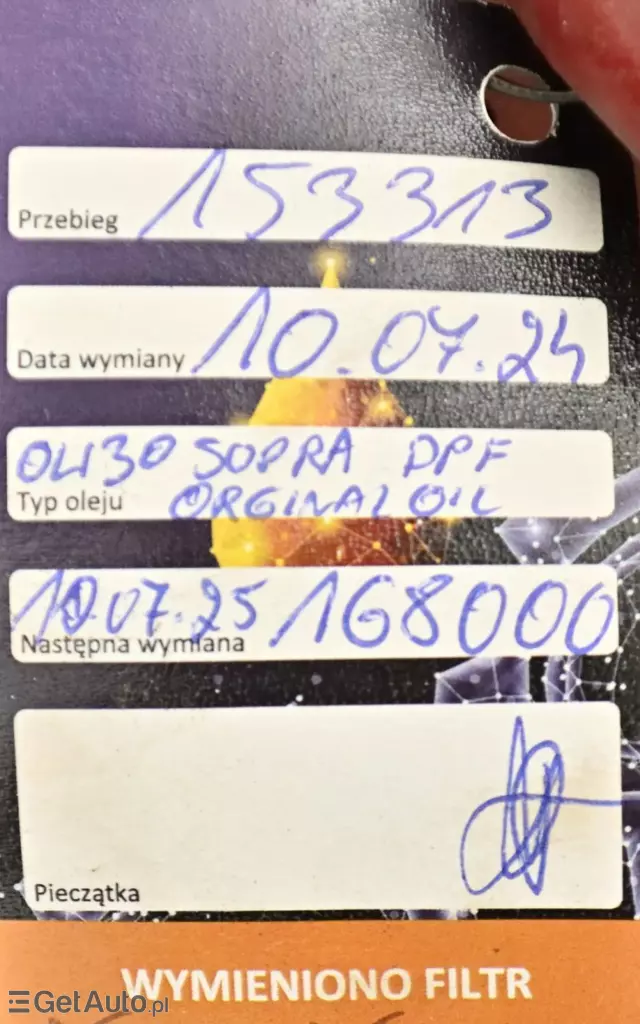 Przebieg 153313
Data wymiany 10.07.24
0W30 SOPRA DPF
Typ oleju ORGINAL OIL
10.07.25 168000
Następna wymiana
Pieczątka
WYMIENIONO FILTR
GetAuto.pl